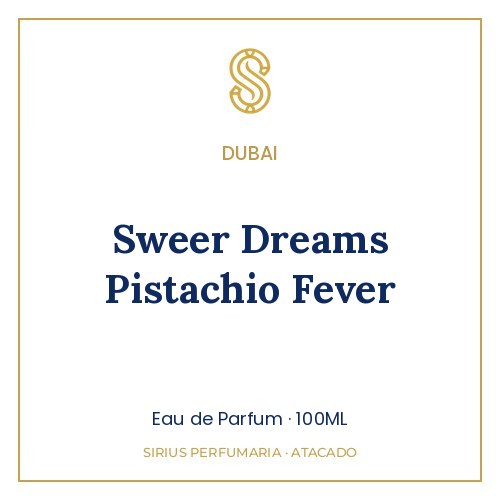 DUBAI
Sweer Dreams
Pistachio Fever
Eau de Parfum · 100ML
SIRIUS PERFUMARIA · ATACADO